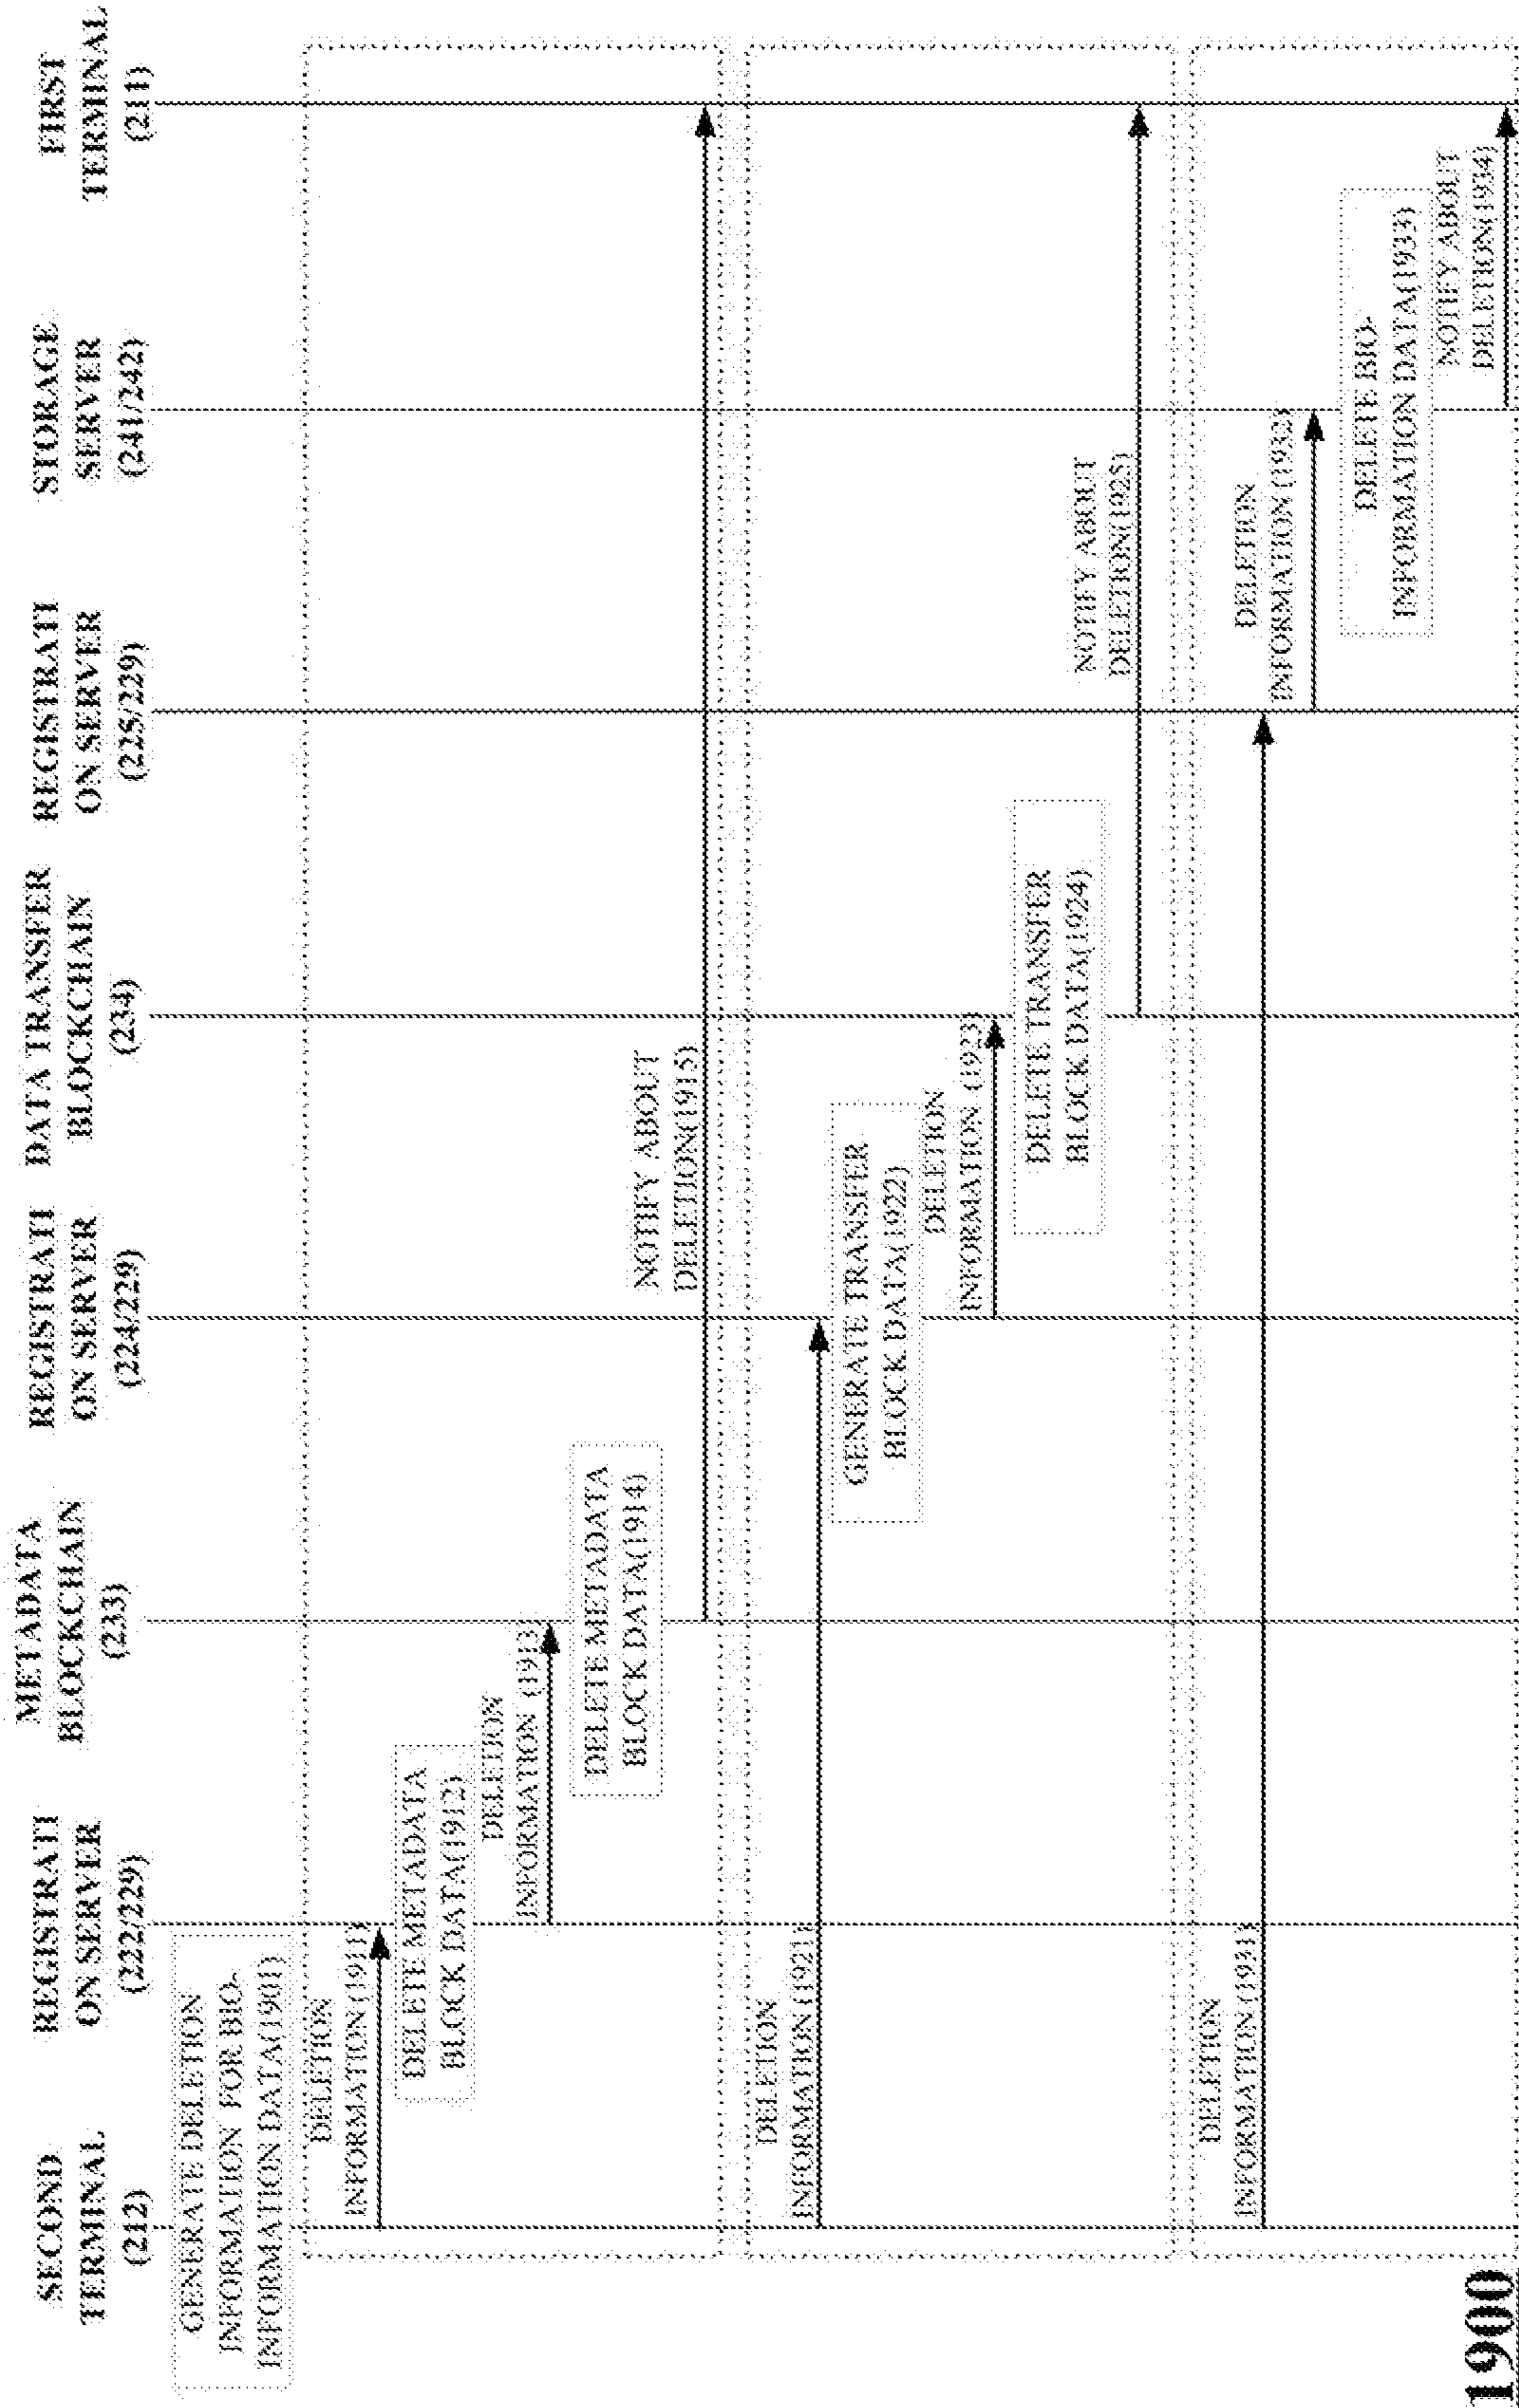 SECOND
TERMINAL
(212)
REGISTRATI
ON SERVER
(222/229)
METADATA
BLOCKCHAIN
(233)
REGISTRATI
ON SERVER
(224/229)
DATA TRANSFER
BLOCKCHAIN
(234)
REGISTRATI
ON SERVER
(225/229)
STORAGE
SERVER
(241/242)
FIRST
TERMINAL
(211)
GENERATE DELETION
INFORMATION FOR BIO-
INFORMATION DATA(1901)
DELETION
INFORMATION (1911)
DELETE METADATA
BLOCK DATA(1912)
DELETION
INFORMATION (1913)
DELETE METADATA
BLOCK DATA(1914)
NOTIFY ABOUT
DELETION(1915)
DELETION
INFORMATION (1921)
GENERATE TRANSFER
BLOCK DATA(1922)
DELETION
INFORMATION (1923)
DELETE TRANSFER
BLOCK DATA(1924)
NOTIFY ABOUT
DELETION(1925)
DELETION
INFORMATION (1931)
DELETION
INFORMATION (1932)
DELETE BIO-
INFORMATION DATA(1933)
NOTIFY ABOUT
DELETION(1934)
1900